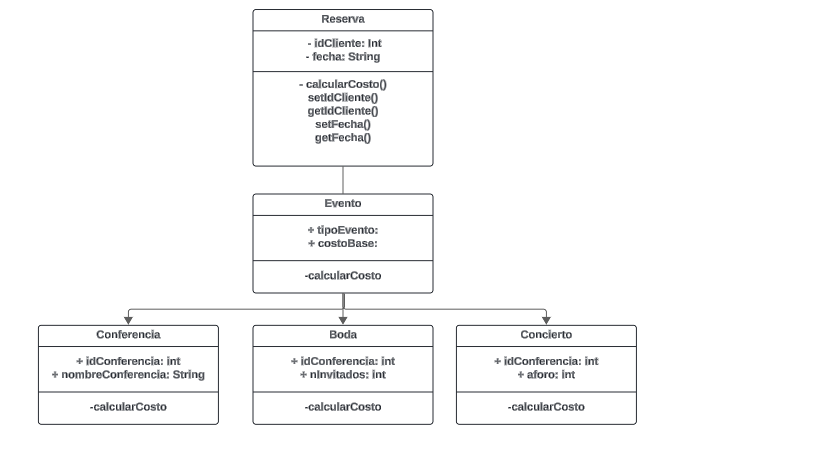 Reserva
- idCliente: Int
- fecha: String
- calcularCosto()
setIdCliente()
getIdCliente()
setFecha()
getFecha()
Evento
+ tipoEvento:
+ costoBase:
-calcularCosto
Conferencia
+ idConferencia: int
+ nombreConferencia: String
-calcularCosto
Boda
+ idConferencia: int
+ nInvitados: int
-calcularCosto
Concierto
+ idConferencia: int
+ aforo: int
-calcularCosto